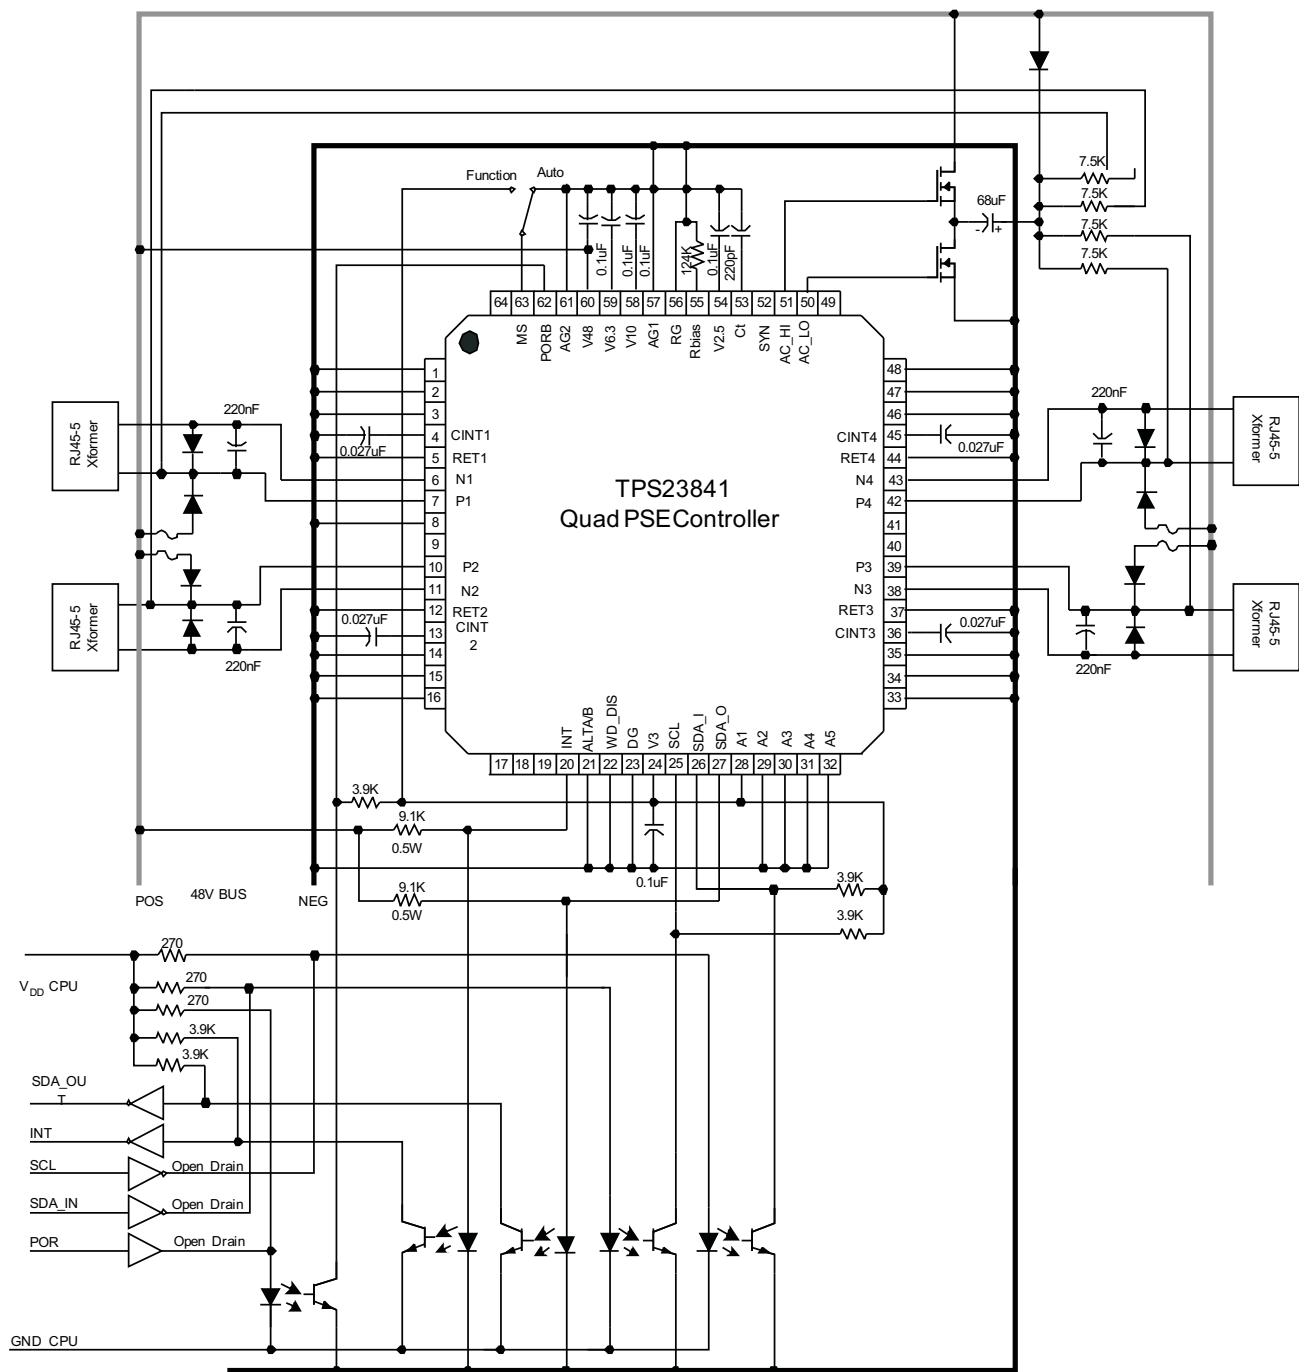 Function
Auto
68uF
-
+
7.5K
7.5K
7.5K
7.5K
0.1uF
0.1uF
0.1uF
124K
0.1uF
220pF
64
63
62
61
60
59
58
57
56
55
54
53
52
51
50
49
MS
PORB
AG2
V48
V6.3
V10
AG1
RG
Rbias
V2.5
Ct
SYN
AC_HI
AC_LO
TPS23841
Quad PSE Controller
1
2
3
4 CINT1
5 RET1
6 N1
7 P1
8
9
10 P2
11 N2
12 RET2
13 CINT
2
14
15
16
48
47
46
CINT4 45
RET4 44
N4 43
P4 42
41
40
P3 39
N3 38
RET3 37
CINT3 36
35
34
33
RJ45-5
Xformer
220nF
0.027uF
RJ45-5
Xformer
220nF
0.027uF
220nF
0.027uF
RJ45-5
Xformer
220nF
0.027uF
RJ45-5
Xformer
INT
ALTA/B
WD_DIS
DG
V3
SCL
SDA_I
SDA_O
A1
A2
A3
A4
A5
17
18
19
20
21
22
23
24
25
26
27
28
29
30
31
32
3.9K
9.1K
0.5W
0.1uF
9.1K
0.5W
3.9K
3.9K
POS
48V BUS
NEG
270
VDD CPU
270
270
3.9K
3.9K
SDA_OU
T
INT
SCL
Open Drain
SDA_IN
Open Drain
POR
Open Drain
GND CPU